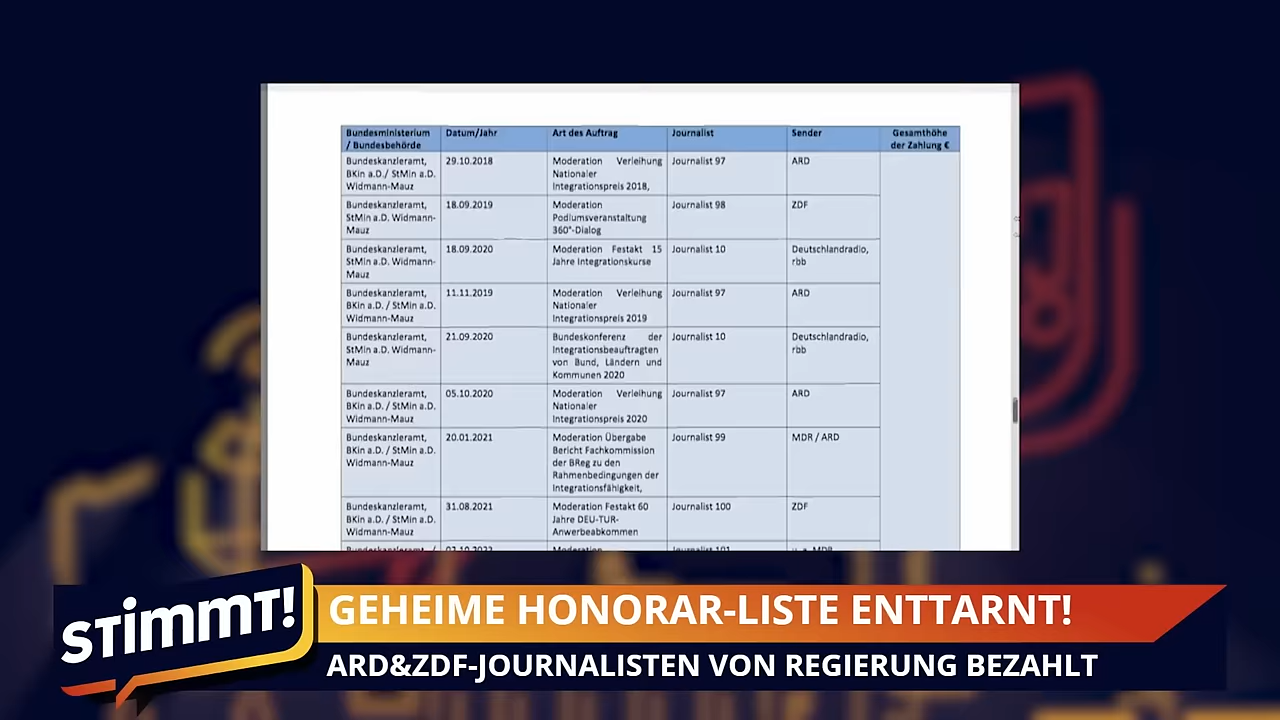 Bundesministerium / Bundesbehörde Datum/Jahr Art des Auftrag Journalist Sender Gesamthöhe der Zahlung €
Bundeskanzleramt,
BKin a.D./ StMin a.D.
Widmann-Mauz
29.10.2018
Moderation Verleihung
Nationaler
Integrationspreis 2018,
Journalist 97
ARD
Bundeskanzleramt,
StMin a.D. Widmann-
Mauz
18.09.2019
Moderation
Podiumsveranstaltung
360°-Dialog
Journalist 98
ZDF
Bundeskanzleramt,
StMin a.D. Widmann-
Mauz
18.09.2020
Moderation Festakt 15
Jahre Integrationskurse
Journalist 10
Deutschlandradio,
rbb
Bundeskanzleramt,
BKin a.D. / StMin a.D.
Widmann-Mauz
11.11.2019
Moderation Verleihung
Nationaler
Integrationspreis 2019
Journalist 97
ARD
Bundeskanzleramt,
StMin a.D. Widmann-
Mauz
21.09.2020
Bundeskonferenz der
Integrationsbeauftragten
von Bund, Ländern und
Kommunen 2020
Journalist 10
Deutschlandradio,
rbb
Bundeskanzleramt,
BKin a.D. / StMin a.D.
Widmann-Mauz
05.10.2020
Moderation Verleihung
Nationaler
Integrationspreis 2020
Journalist 97
ARD
Bundeskanzleramt,
BKin a.D. / StMin a.D.
Widmann-Mauz
20.01.2021
Moderation Übergabe
Bericht Fachkommission
der BReg zu den
Rahmenbedingungen der
Integrationsfähigkeit,
Journalist 99
MDR / ARD
Bundeskanzleramt,
BKin a.D. / StMin a.D.
Widmann-Mauz
31.08.2021
Moderation Festakt 60
Jahre DEU-TUR-
Anwerbeabkommen
Journalist 100
ZDF
stimmT!
GEHEIME HONORAR-LISTE ENTTARNT!
ARD&ZDF-JOURNALISTEN VON REGIERUNG BEZAHLT